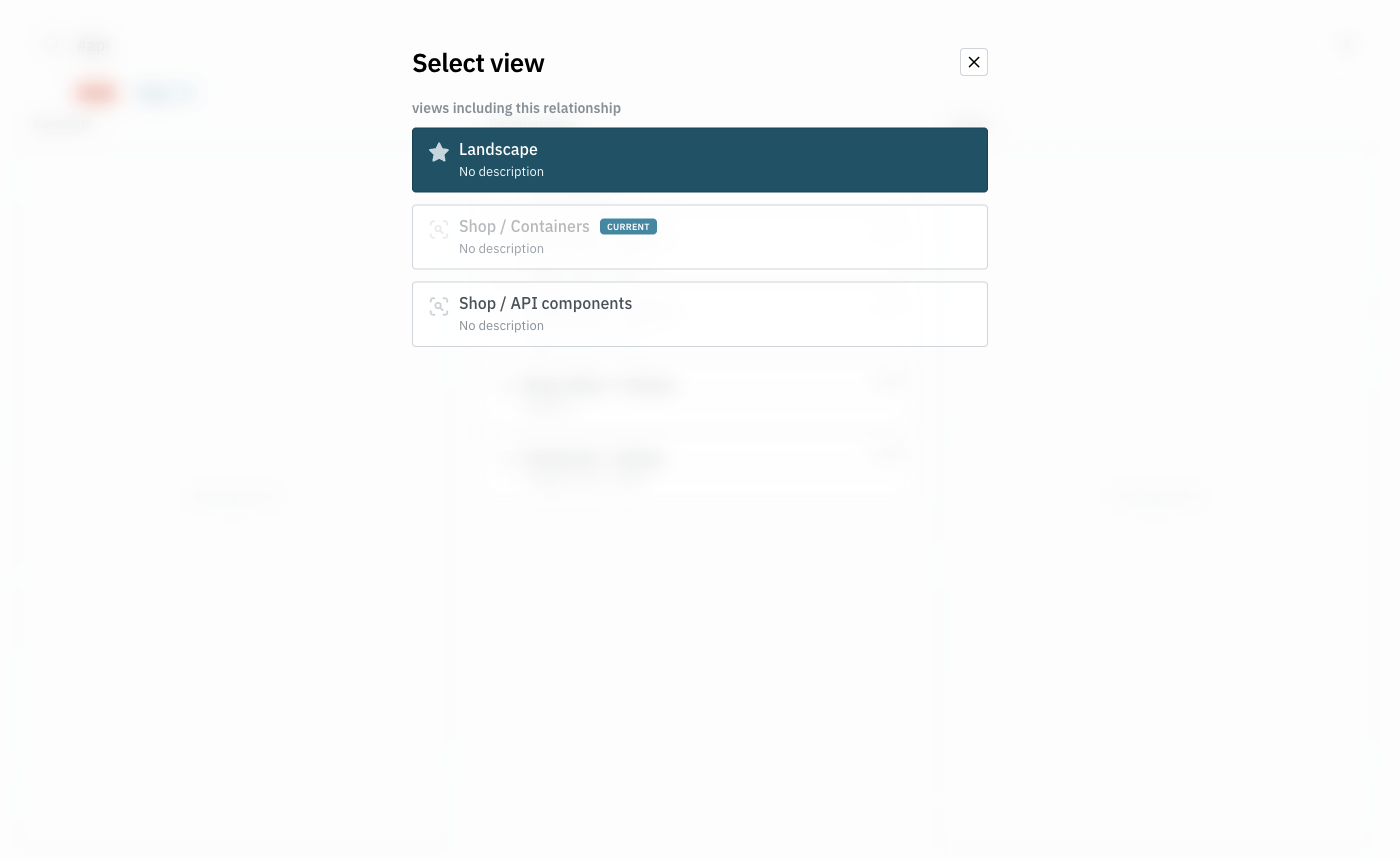 Select view
views including this relationship
Landscape
No description
Shop / Containers CURRENT
No description
Shop / API components
No description